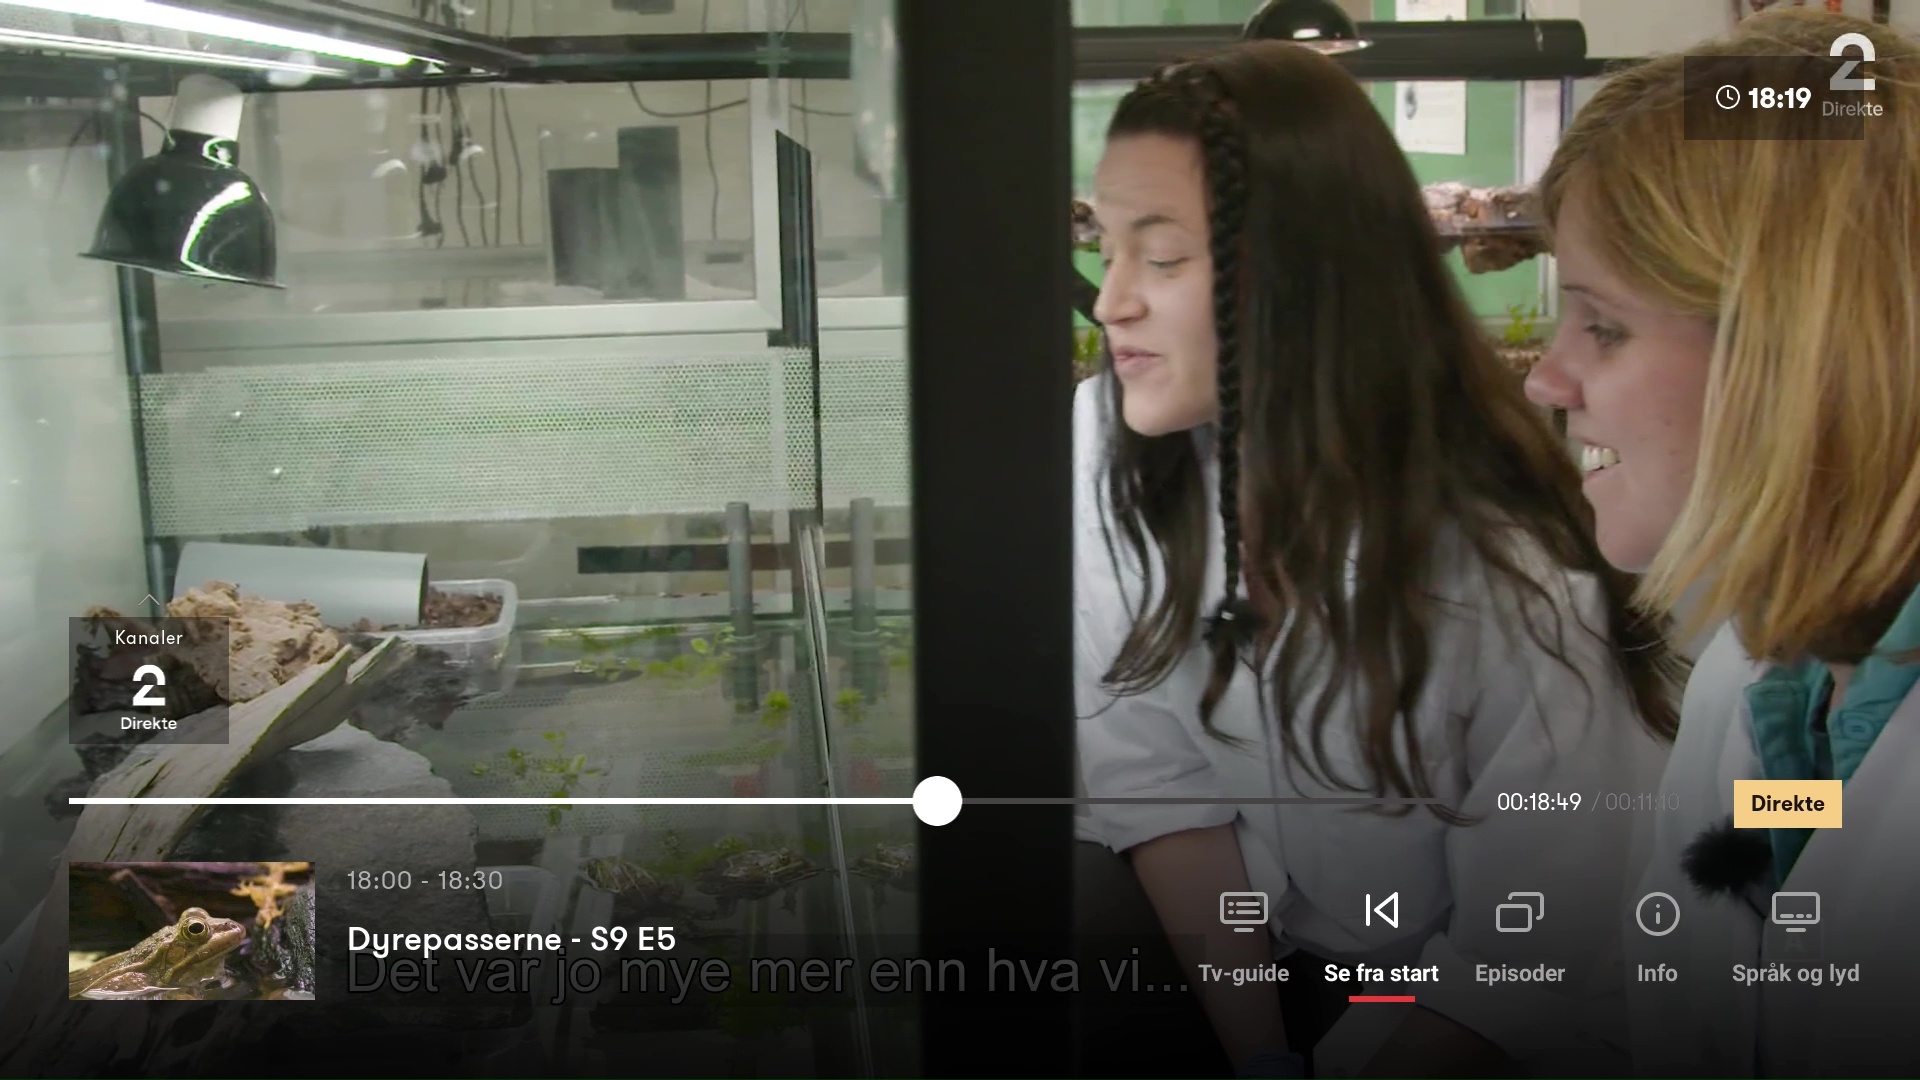 18:19
2
Direkte
Kanaler
2
Direkte
00:18:49 / 00:11:10
Direkte
18:00 - 18:30
Dyrepasserne - S9 E5
Det var jo mye mer enn hva vi...
Tv-guide
Se fra start
Episoder
Info
Språk og lyd